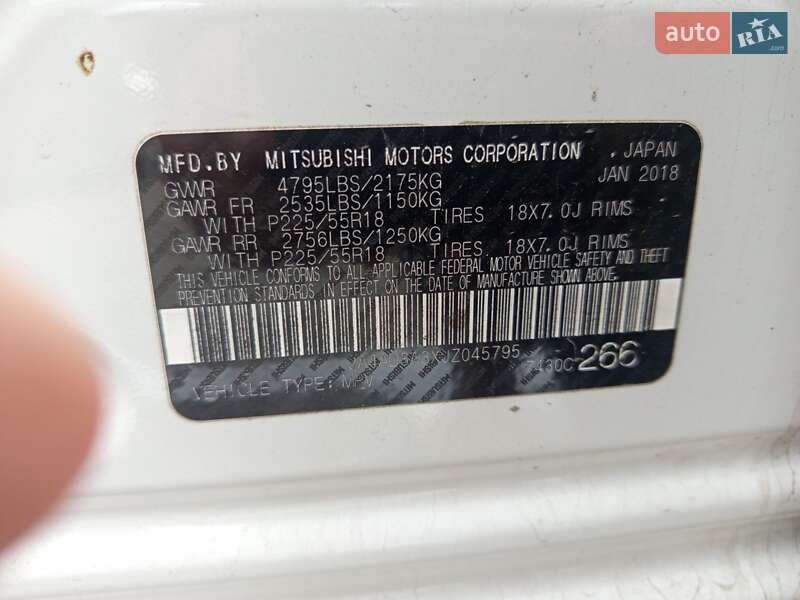 auto RIA.com
MFD.BY MITSUBISHI MOTORS CORPORATION , JAPAN
GVWR 4795LBS/2175KG JAN 2018
GAWR FR 2535LBS/1150KG
WITH P225/55R18 TIRES 18X7.0J RIMS
GAWR RR 2756LBS/1250KG
WITH P225/55R18 TIRES 18X7.0J RIMS
THIS VEHICLE CONFORMS TO ALL APPLICABLE FEDERAL MOTOR VEHICLE SAFETY AND THEFT
PREVENTION STANDARDS IN EFFECT ON THE DATE OF MANUFACTURE SHOWN ABOVE.
266
VEHICLE TYPE: MPV